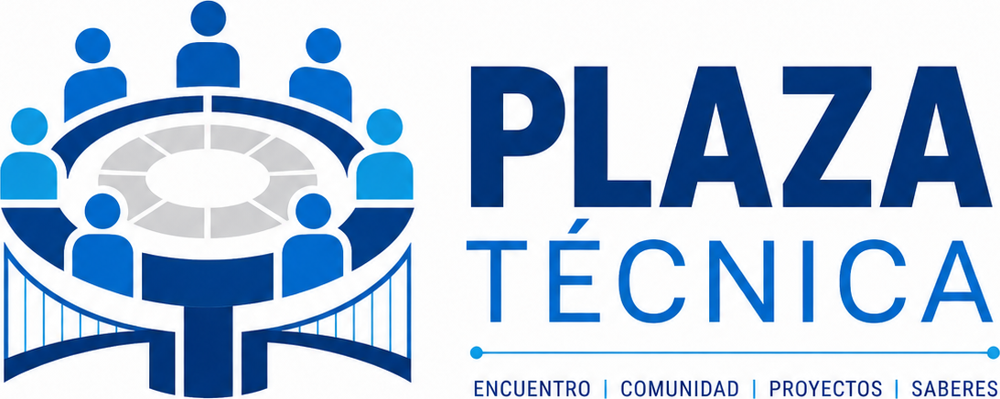 PLAZA
TÉCNICA
ENCUENTRO | COMUNIDAD | PROYECTOS | SABERES